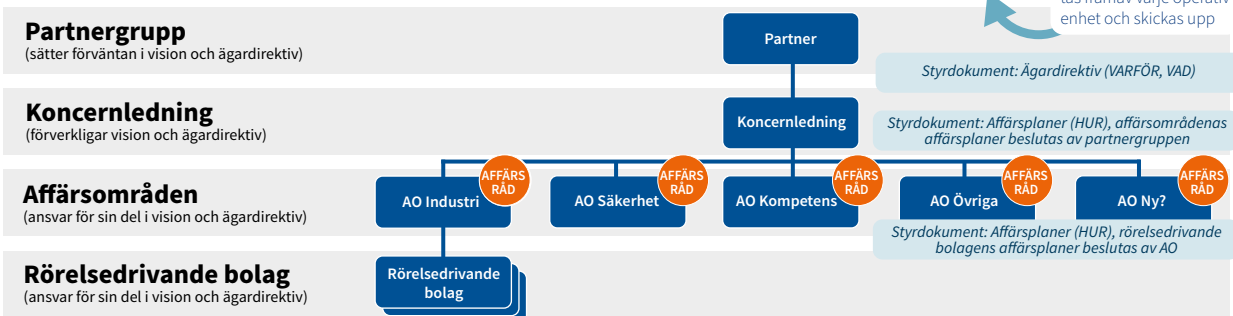 enhet och skickas upp
Partnergrupp
(sätter förväntan i vision och ägardirektiv)
Partner
Styrdokument: Ägardirektiv (VARFÖR, VAD)
Koncernledning
(förverkligar vision och ägardirektiv)
Koncernledning
Styrdokument: Affärsplaner (HUR), affärsområdenas
affärsplaner beslutas av partnergruppen
Affärsområden
(ansvar för sin del i vision och ägardirektiv)
AO Industri
AFFÄRS
RÅD
AO Säkerhet
AFFÄRS
RÅD
AO Kompetens
AFFÄRS
RÅD
AO Övriga
AFFÄRS
RÅD
AO Ny?
AFFÄRS
RÅD
Styrdokument: Affärsplaner (HUR), rörelsedrivande
bolagens affärsplaner beslutas av AO
Rörelsedrivande bolag
(ansvar för sin del i vision och ägardirektiv)
Rörelsedrivande
bolag